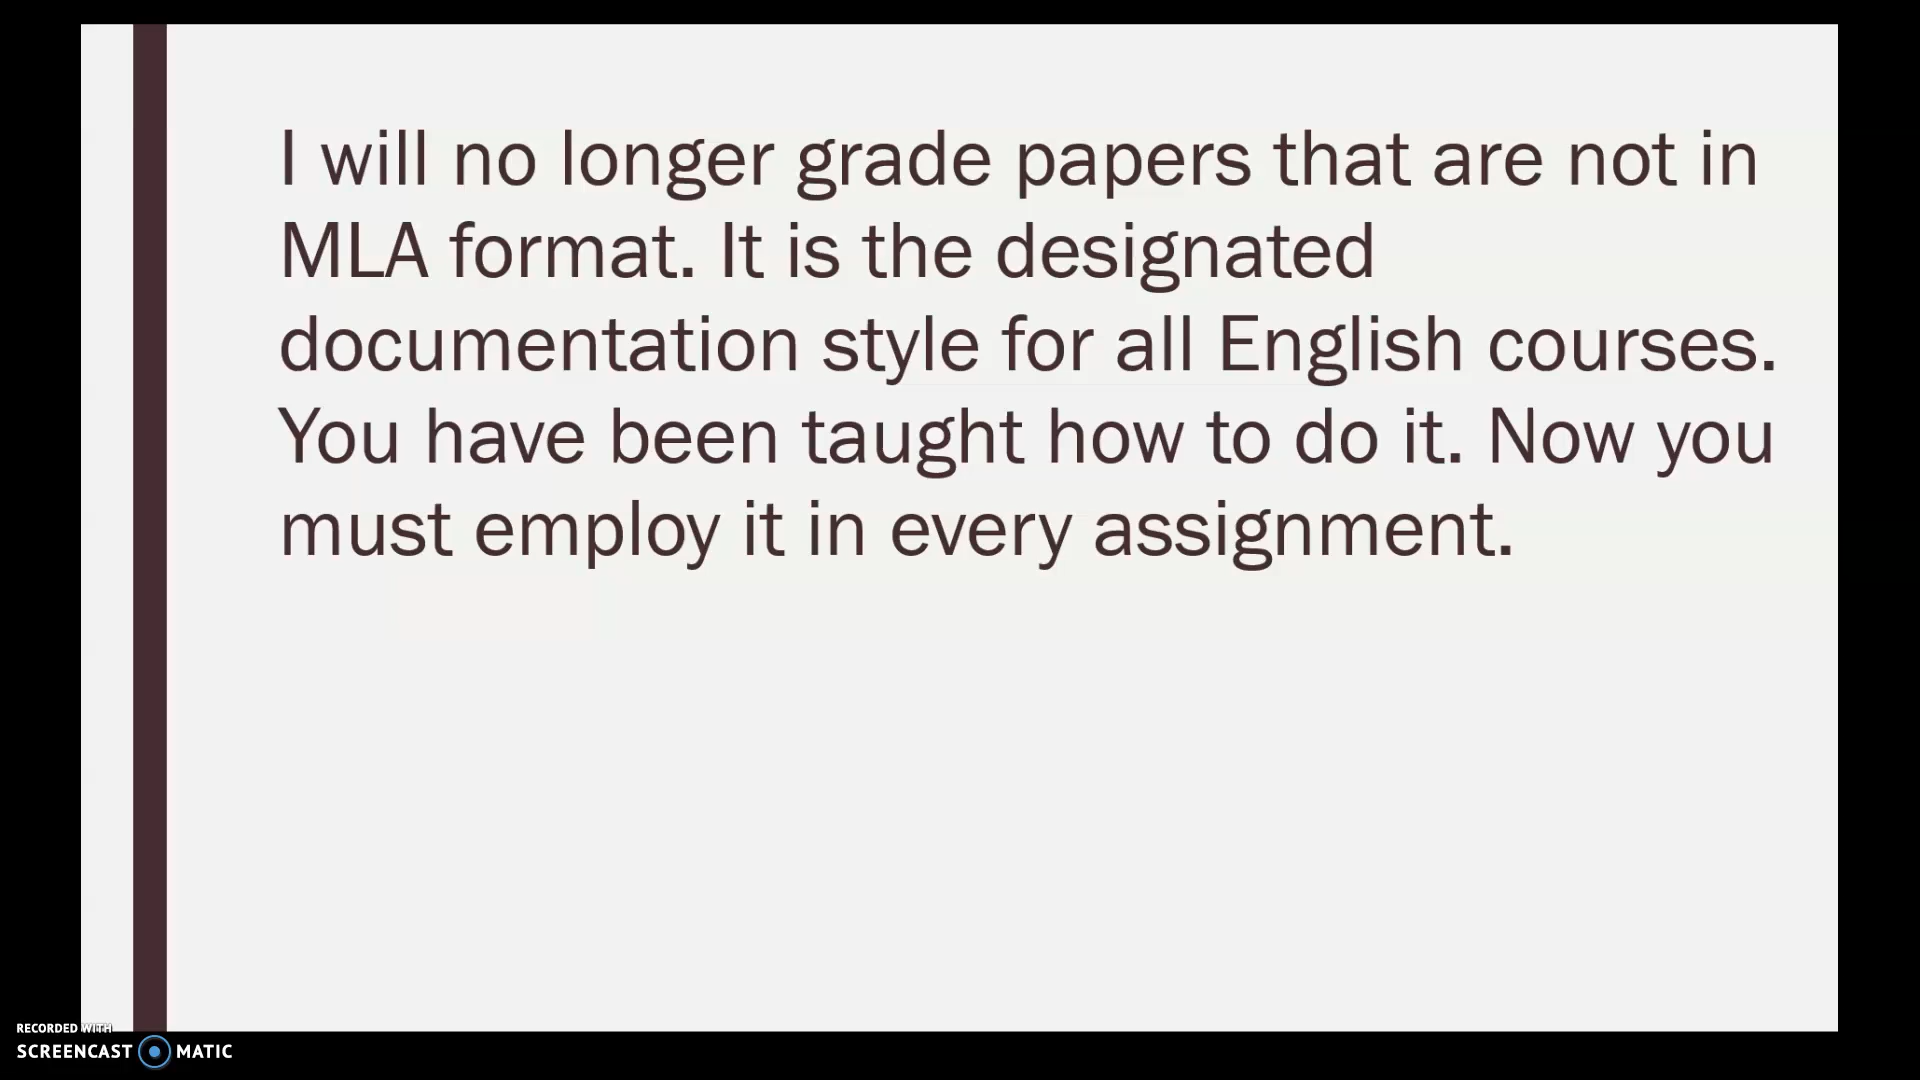 I will no longer grade papers that are not in
MLA format. It is the designated
documentation style for all English courses.
You have been taught how to do it. Now you
must employ it in every assignment.
RECORDED WITH
SCREENCAST MATIC